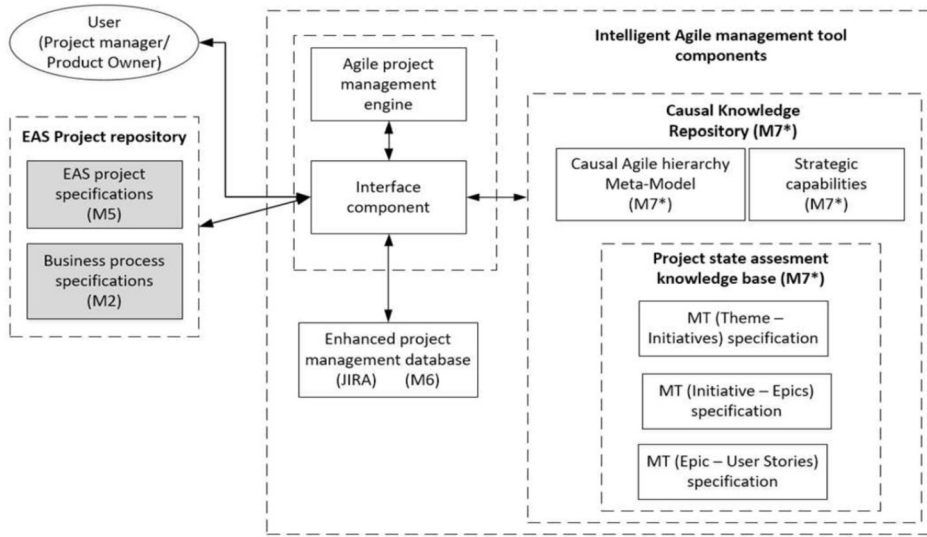 User
(Project manager/
Product Owner)
EAS Project repository
EAS project
specifications
(M5)
Business process
specifications
(M2)
Agile project
management
engine
Interface
component
Enhanced project
management database
(JIRA) (M6)
Intelligent Agile management tool
components
Causal Knowledge
Repository (M7*)
Causal Agile hierarchy
Meta-Model
(M7*)
Strategic
capabilities
(M7*)
Project state assesment
knowledge base (M7*)
MT (Theme –
Initiatives) specification
MT (Initiative – Epics)
specification
MT (Epic – User Stories)
specification